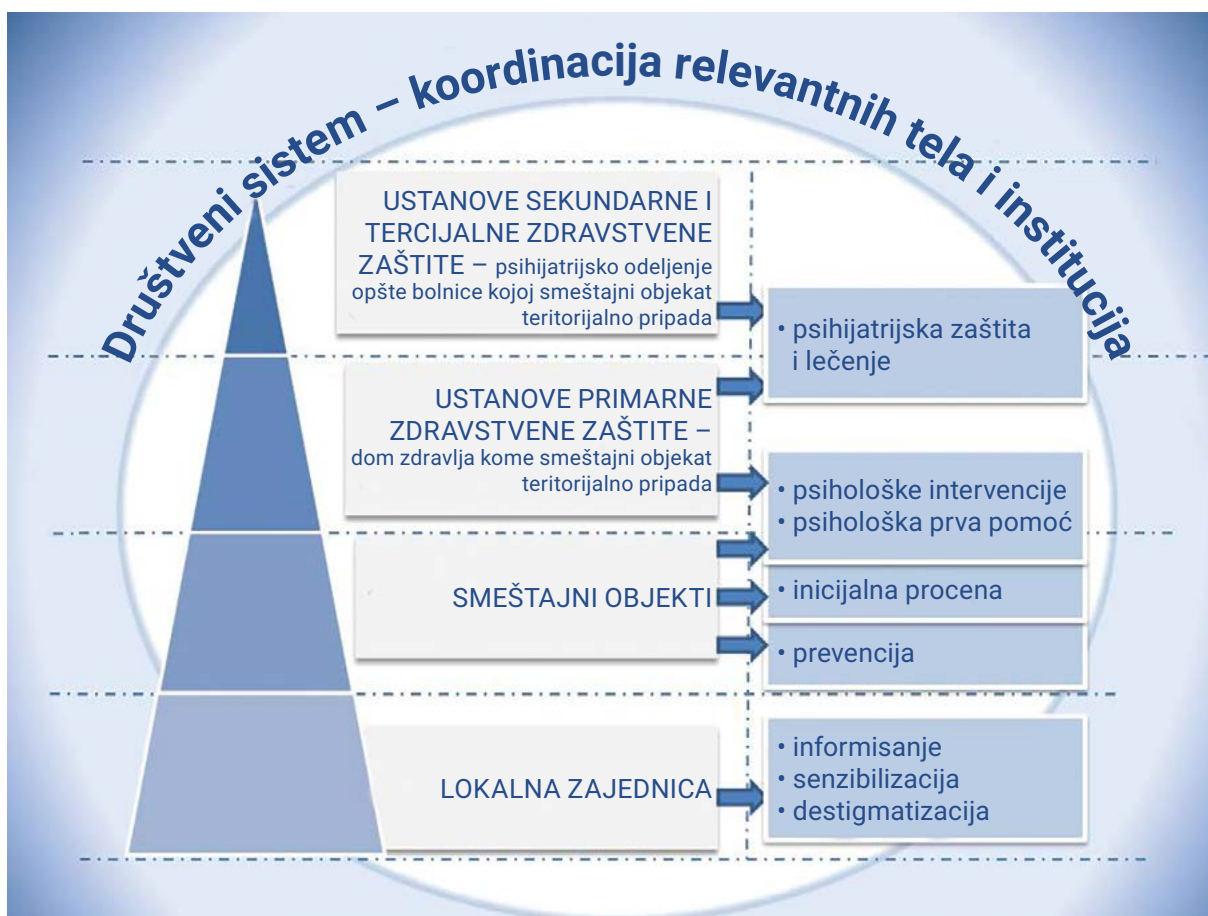 Društveni sistem – koordinacija relevantnih tela i institucija
USTANOVE SEKUNDARNE I
TERCIJALNE ZDRAVSTVENE
ZAŠTITE – psihijatrijsko odeljenje
opšte bolnice kojoj smeštajni objekat
teritorijalno pripada
• psihijatrijska zaštita
i lečenje
USTANOVE PRIMARNE
ZDRAVSTVENE ZAŠTITE –
dom zdravlja kome smeštajni objekat
teritorijalno pripada
• psihološke intervencije
• psihološka prva pomoć
SMEŠTAJNI OBJEKTI
• inicijalna procena
• prevencija
LOKALNA ZAJEDNICA
• informisanje
• senzibilizacija
• destigmatizacija